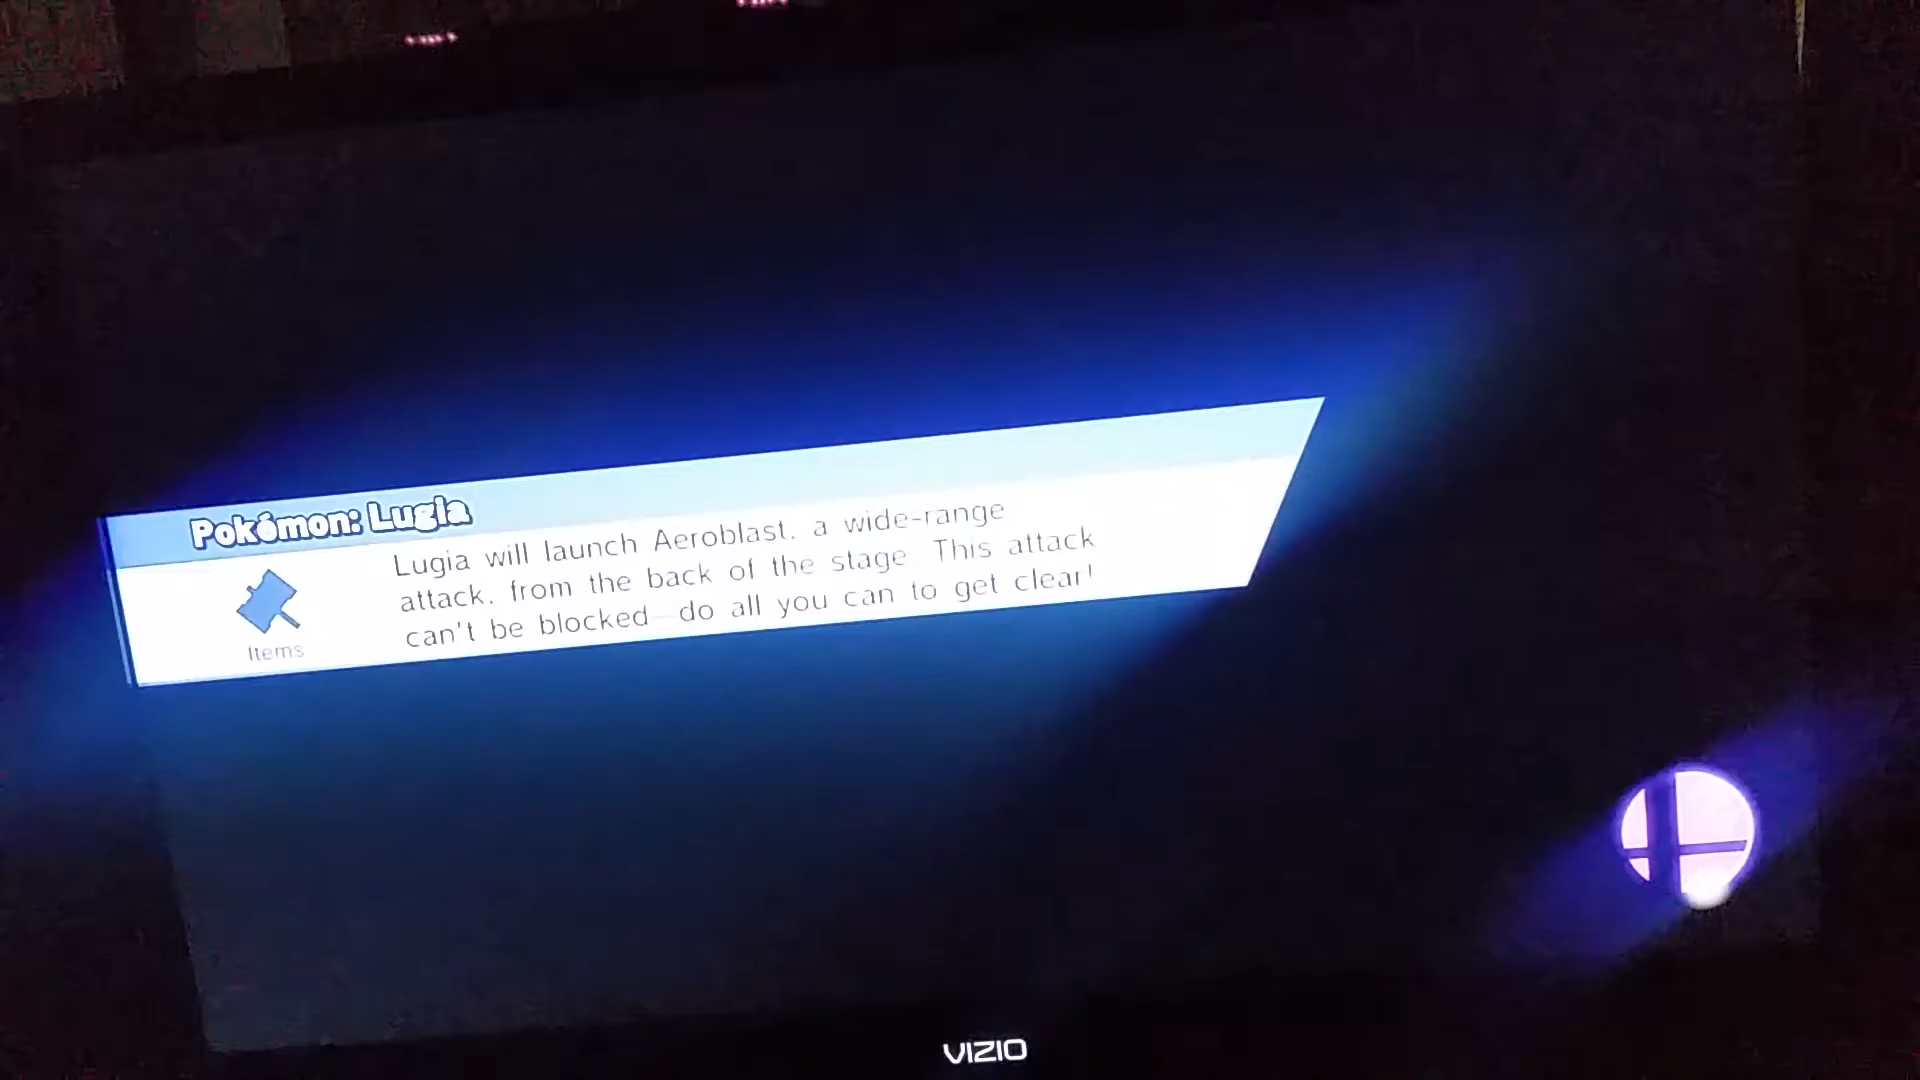 Pokémon: Lugia
Lugia will launch Aeroblast, a wide-range
attack, from the back of the stage. This attack
can't be blocked—do all you can to get clear!
Items
VIZIO